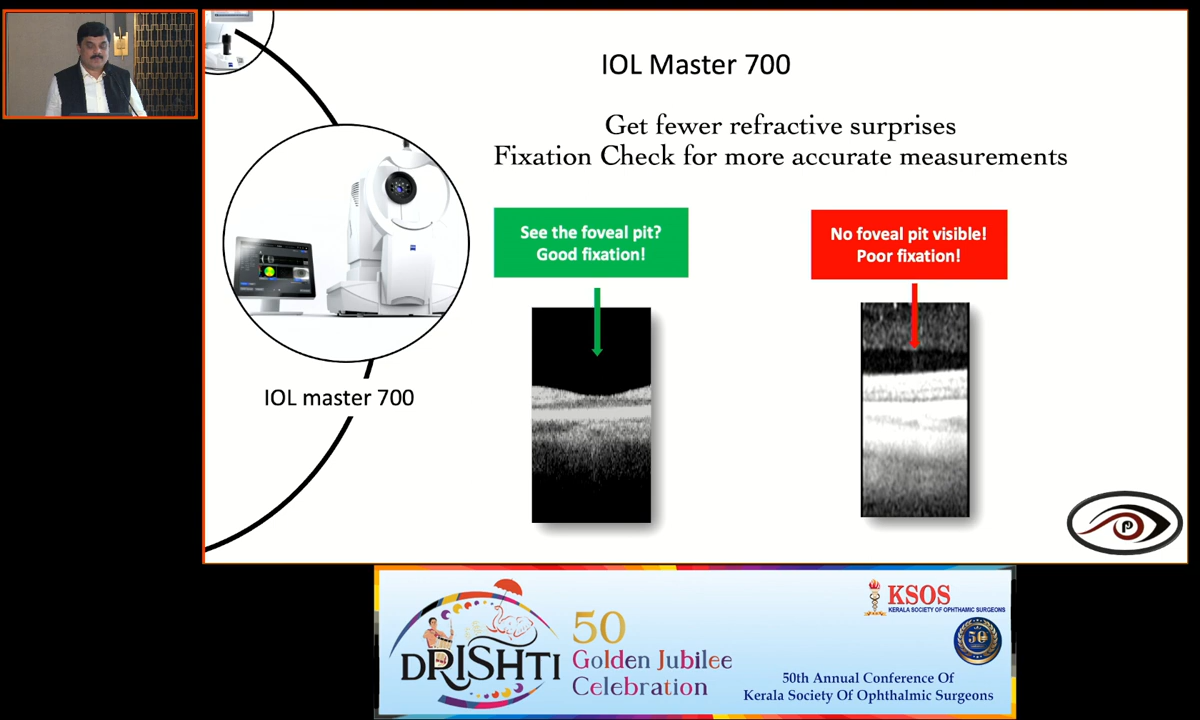 IOL Master 700
Get fewer refractive surprises
Fixation Check for more accurate measurements
See the foveal pit?
Good fixation!
No foveal pit visible!
Poor fixation!
IOL master 700
P
DRISHTI
50
Golden Jubilee
Celebration
KSOS
KERALA SOCIETY OF OPHTHAMIC SURGEONS
50
50th Annual Conference Of
Kerala Society Of Ophthalmic Surgeons